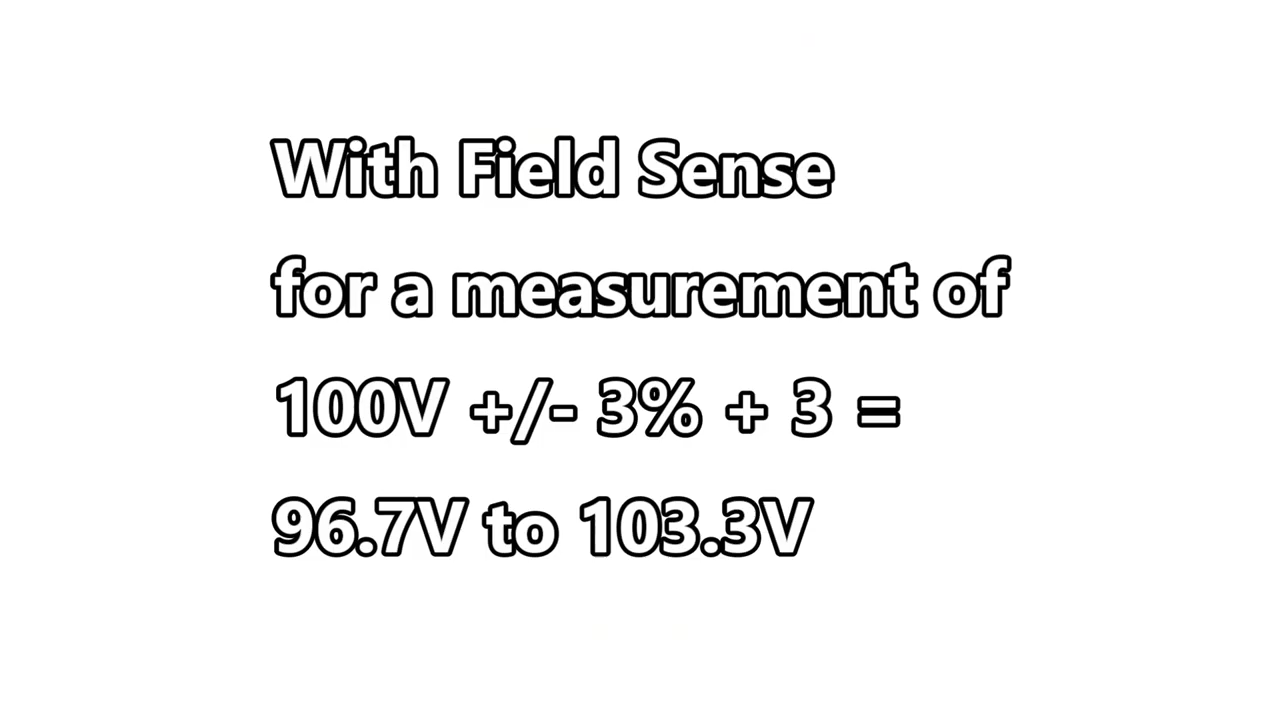 With Field Sense
for a measurement of
100V +/- 3% + 3 =
96.7V to 103.3V